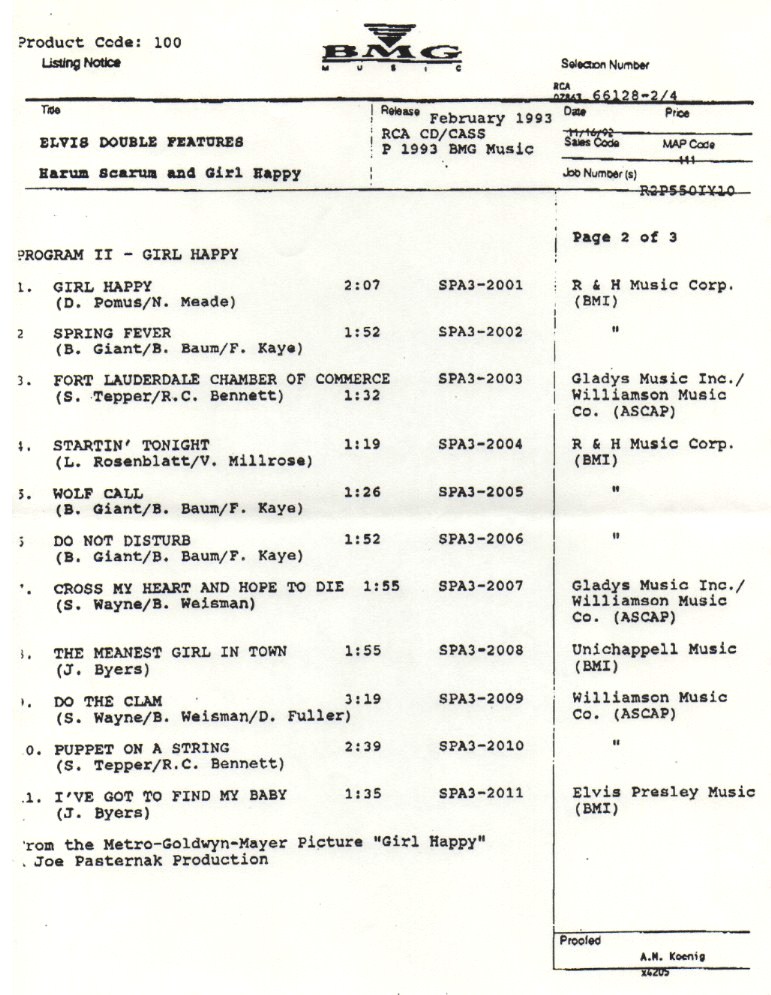 Product Code: 100
Listing Notice
BMG
MUSIC
Selection Number
RCA
07863 66128-2/4
Title
ELVIS DOUBLE FEATURES
Harum Scarum and Girl Happy
Release February 1993
RCA CD/CASS
P 1993 BMG Music
Date Price
11/16/92
Sales Code MAP Code
111
Job Number(s)
R2P550IY10
Page 2 of 3
PROGRAM II - GIRL HAPPY
1. GIRL HAPPY 2:07 SPA3-2001 R & H Music Corp.
(D. Pomus/N. Meade) (BMI)
2 SPRING FEVER 1:52 SPA3-2002 "
(B. Giant/B. Baum/F. Kaye)
3. FORT LAUDERDALE CHAMBER OF COMMERCE SPA3-2003 Gladys Music Inc./
(S. Tepper/R.C. Bennett) 1:32 Williamson Music
Co. (ASCAP)
4. STARTIN' TONIGHT 1:19 SPA3-2004 R & H Music Corp.
(L. Rosenblatt/V. Millrose) (BMI)
5. WOLF CALL 1:26 SPA3-2005 "
(B. Giant/B. Baum/F. Kaye)
DO NOT DISTURB 1:52 SPA3-2006 "
(B. Giant/B. Baum/F. Kaye)
. CROSS MY HEART AND HOPE TO DIE 1:55 SPA3-2007 Gladys Music Inc./
(S. Wayne/B. Weisman) Williamson Music
Co. (ASCAP)
. THE MEANEST GIRL IN TOWN 1:55 SPA3-2008 Unichappell Music
(J. Byers) (BMI)
. DO THE CLAM 3:19 SPA3-2009 Williamson Music
(S. Wayne/B. Weisman/D. Fuller) Co. (ASCAP)
0. PUPPET ON A STRING 2:39 SPA3-2010 "
(S. Tepper/R.C. Bennett)
1. I'VE GOT TO FIND MY BABY 1:35 SPA3-2011 Elvis Presley Music
(J. Byers) (BMI)
rom the Metro-Goldwyn-Mayer Picture "Girl Happy"
Joe Pasternak Production
Proofed
A.M. Koenig
x4205